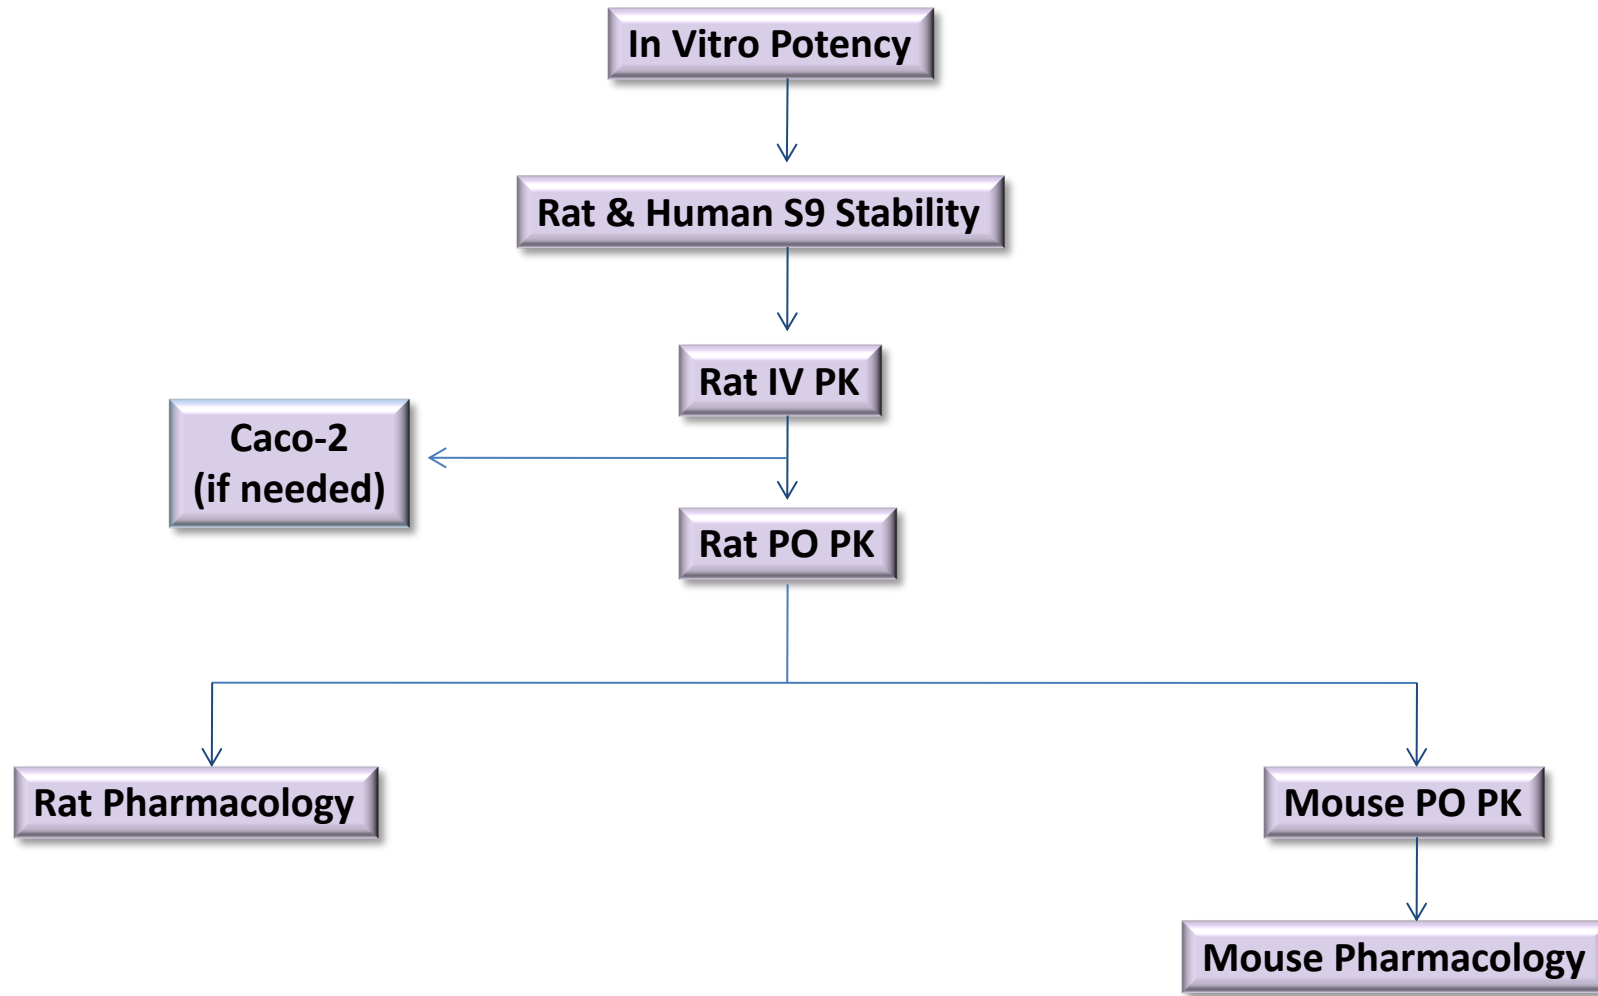 In Vitro Potency
Rat & Human S9 Stability
Rat IV PK
Caco-2
(if needed)
Rat PO PK
Rat Pharmacology
Mouse PO PK
Mouse Pharmacology